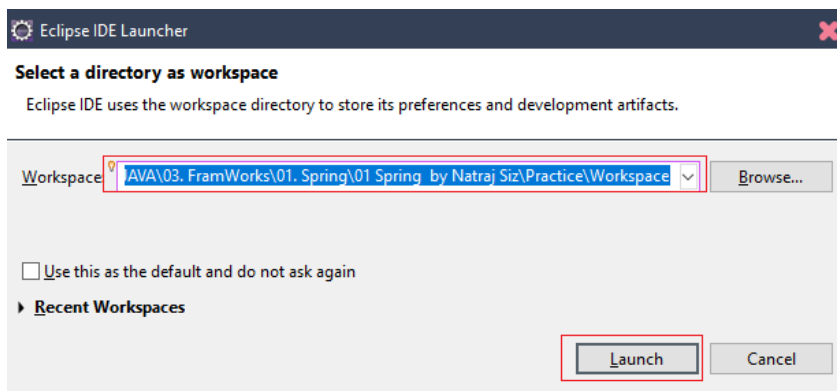 Eclipse IDE Launcher
Select a directory as workspace
Eclipse IDE uses the workspace directory to store its preferences and development artifacts.
Workspace JAVA\03. FramWorks\01. Spring\01 Spring  by Natraj Siz\Practice\Workspace Browse...
Use this as the default and do not ask again
Recent Workspaces
Launch Cancel